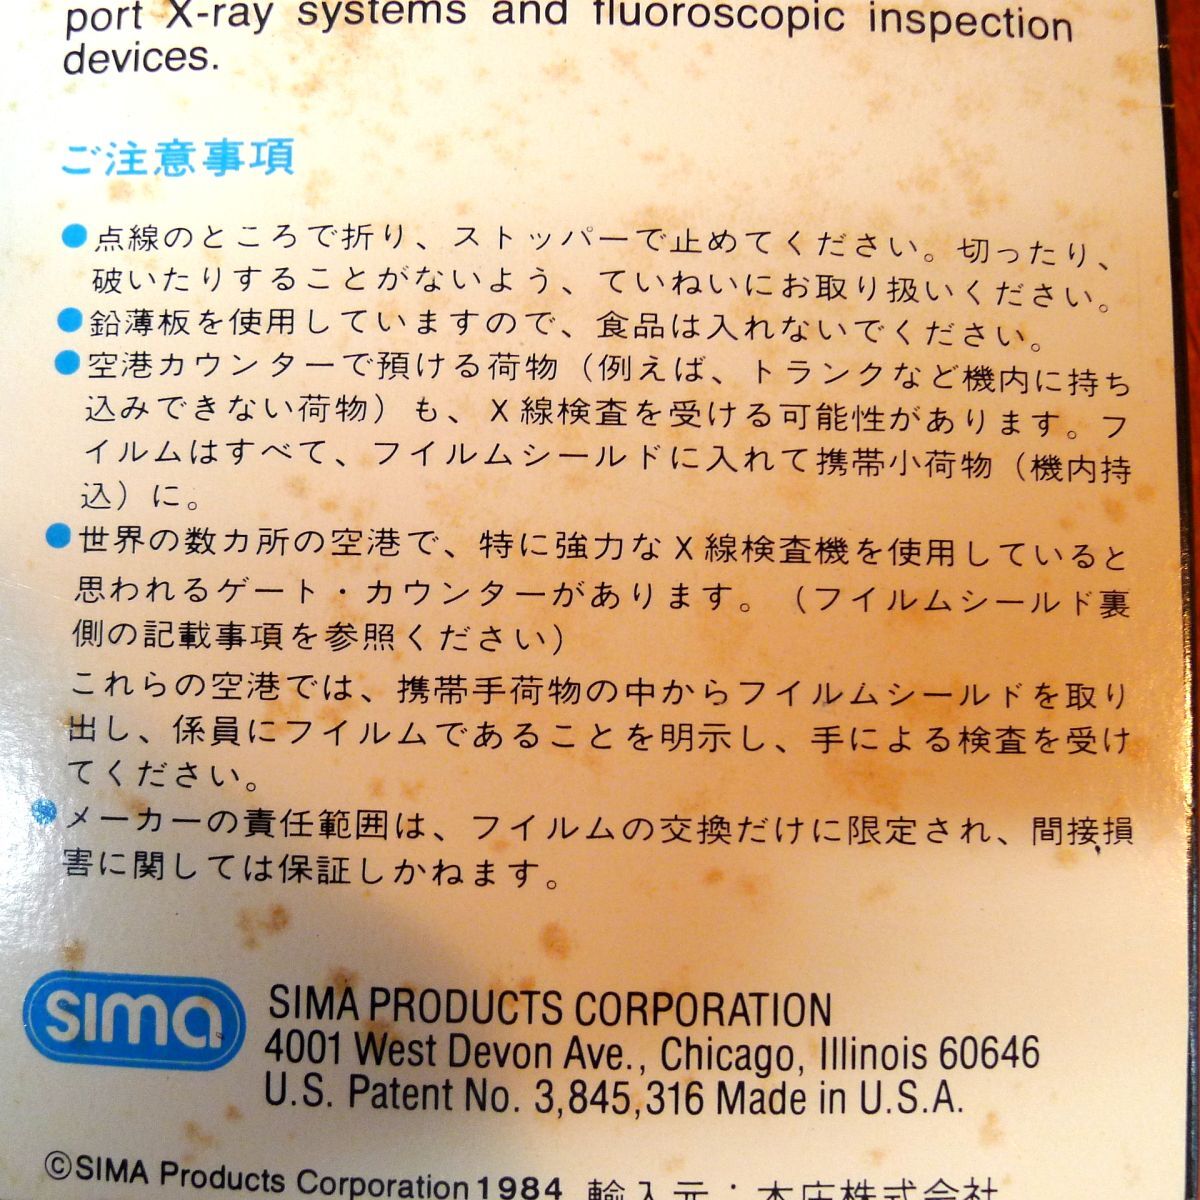 port X-ray systems and fluoroscopic inspection
devices.
ご注意事項
●点線のところで折り、ストッパーで止めてください。切ったり、
破いたりすることがないよう、ていねいにお取り扱いください。
●鉛薄板を使用していますので、食品は入れないでください。
●空港カウンターで預ける荷物（例えば、トランクなど機内に持ち
込みできない荷物）も、X線検査を受ける可能性があります。フ
イルムはすべて、フイルムシールドに入れて携帯小荷物（機内持
込）に。
●世界の数カ所の空港で、特に強力なX線検査機を使用していると
思われるゲート・カウンターがあります。（フイルムシールド裏
側の記載事項を参照ください）
これらの空港では、携帯手荷物の中からフイルムシールドを取り
出し、係員にフイルムであることを明示し、手による検査を受け
てください。
●メーカーの責任範囲は、フイルムの交換だけに限定され、間接損
害に関しては保証しかねます。
sima
SIMA PRODUCTS CORPORATION
4001 West Devon Ave., Chicago, Illinois 60646
U.S. Patent No. 3,845,316 Made in U.S.A.
©SIMA Products Corporation 1984 輸入元：本庄株式会社